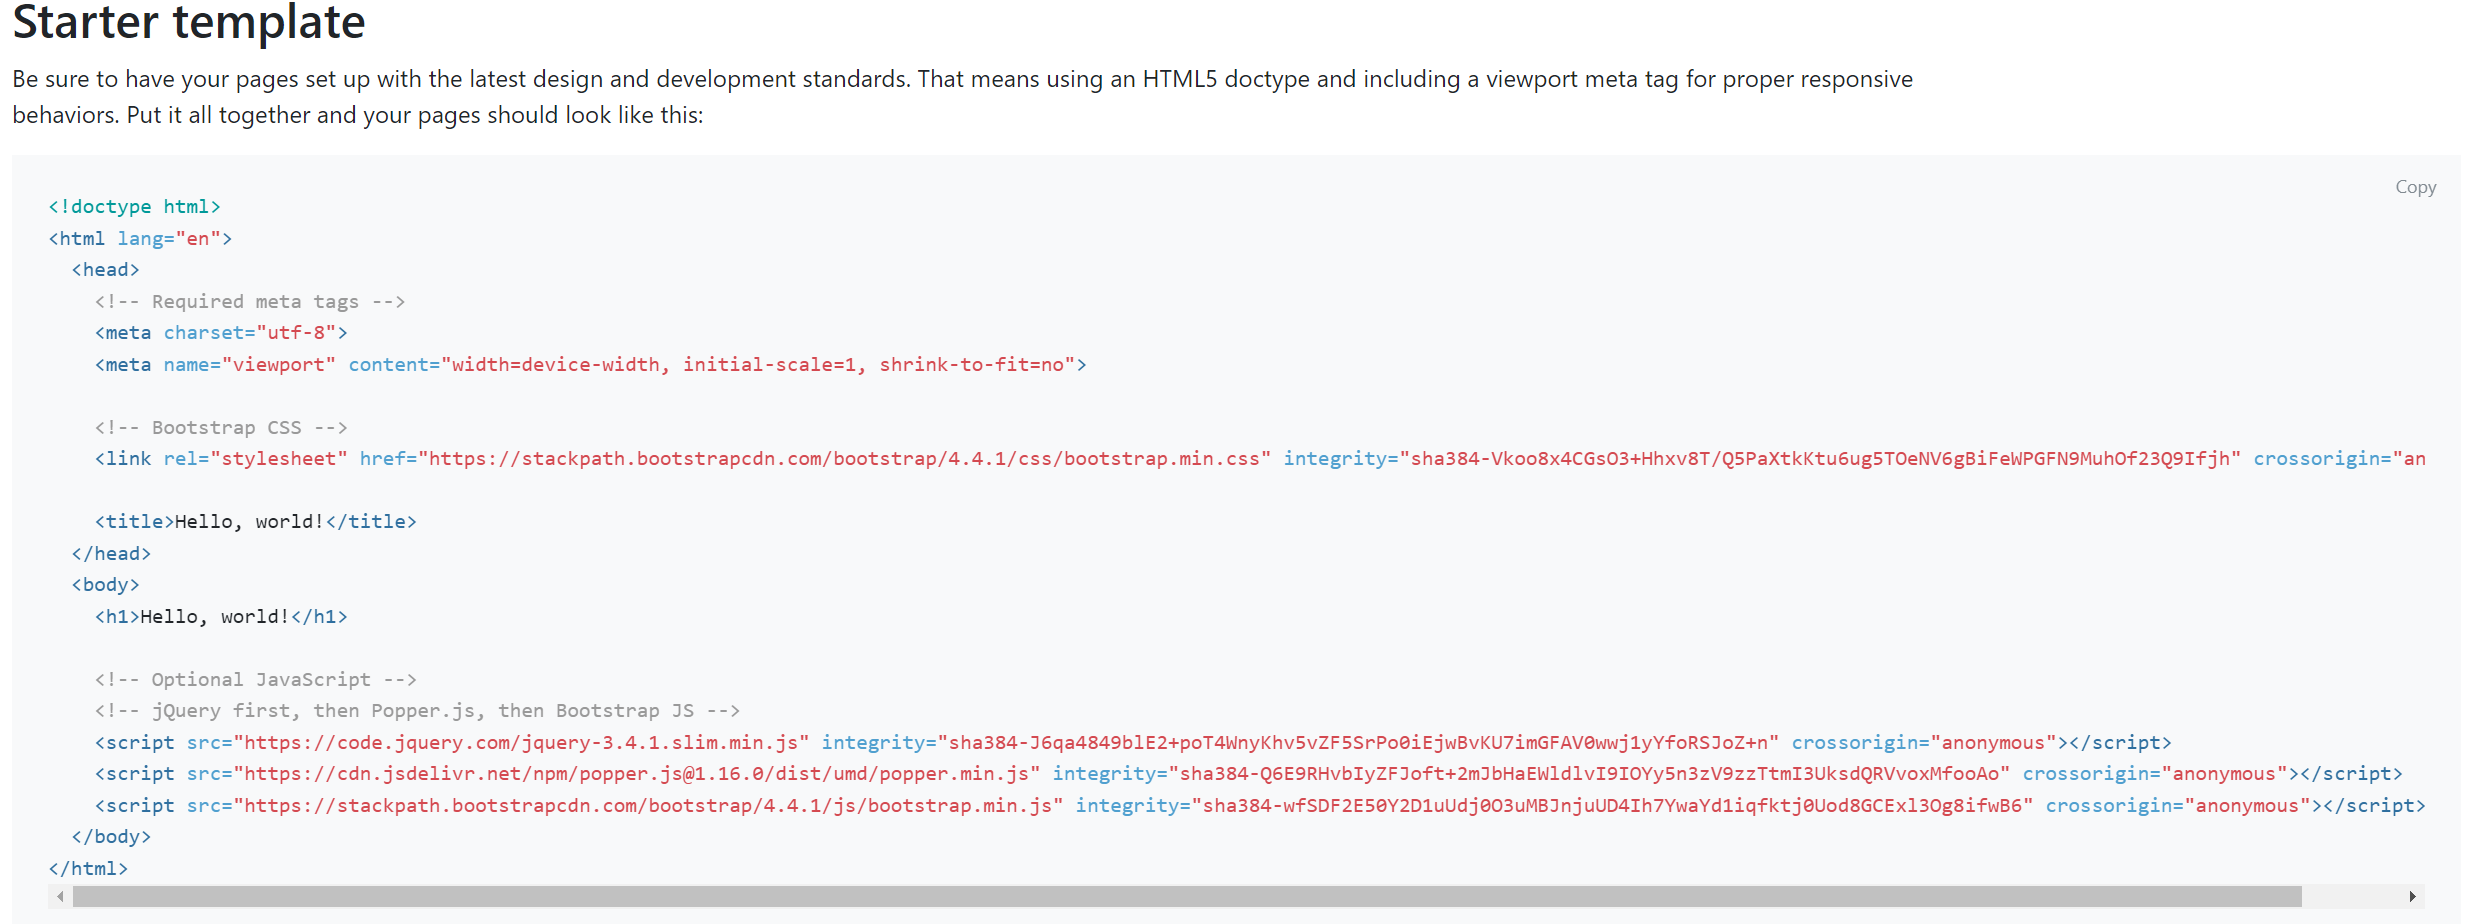 Starter template
Be sure to have your pages set up with the latest design and development standards. That means using an HTML5 doctype and including a viewport meta tag for proper responsive
behaviors. Put it all together and your pages should look like this:
Copy
<!doctype html>
<html lang="en">
  <head>
    <!-- Required meta tags -->
    <meta charset="utf-8">
    <meta name="viewport" content="width=device-width, initial-scale=1, shrink-to-fit=no">

    <!-- Bootstrap CSS -->
    <link rel="stylesheet" href="https://stackpath.bootstrapcdn.com/bootstrap/4.4.1/css/bootstrap.min.css" integrity="sha384-Vkoo8x4CGsO3+Hhxv8T/Q5PaXtkKtu6ug5TOeNV6gBiFeWPGFN9MuhOf23Q9Ifjh" crossorigin="an

    <title>Hello, world!</title>
  </head>
  <body>
    <h1>Hello, world!</h1>

    <!-- Optional JavaScript -->
    <!-- jQuery first, then Popper.js, then Bootstrap JS -->
    <script src="https://code.jquery.com/jquery-3.4.1.slim.min.js" integrity="sha384-J6qa4849blE2+poT4WnyKhv5vZF5SrPo0iEjwBvKU7imGFAV0wwj1yYfoRSJoZ+n" crossorigin="anonymous"></script>
    <script src="https://cdn.jsdelivr.net/npm/popper.js@1.16.0/dist/umd/popper.min.js" integrity="sha384-Q6E9RHvbIyZFJoft+2mJbHaEWldlvI9IOYy5n3zV9zzTtmI3UksdQRVvoxMfooAo" crossorigin="anonymous"></script>
    <script src="https://stackpath.bootstrapcdn.com/bootstrap/4.4.1/js/bootstrap.min.js" integrity="sha384-wfSDF2E50Y2D1uUdj0O3uMBJnjuUD4Ih7YwaYd1iqfktj0Uod8GCExl3Og8ifwB6" crossorigin="anonymous"></script>
  </body>
</html>